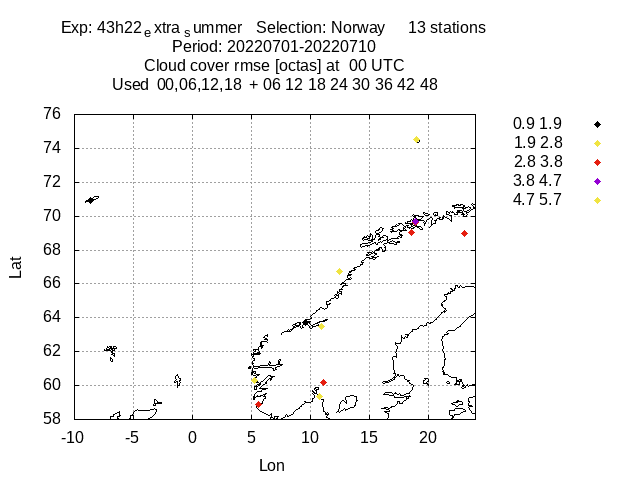 Exp: 43h22extrasummer Selection: Norway 13 stations
Period: 20220701-20220710
Cloud cover rmse [octas] at 00 UTC
Used 00,06,12,18 + 06 12 18 24 30 36 42 48
76
74
72
70
68
66
64
62
60
58
Lat
-10 -5 0 5 10 15 20
Lon
0.9 1.9
1.9 2.8
2.8 3.8
3.8 4.7
4.7 5.7